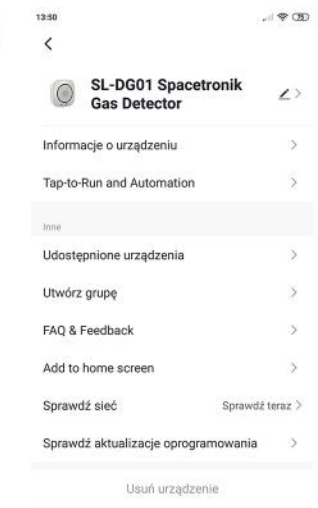 13:50
SL-DG01 Spacetronik
Gas Detector
Informacje o urządzeniu
Tap-to-Run and Automation
Inne
Udostępnione urządzenia
Utwórz grupę
FAQ & Feedback
Add to home screen
Sprawdź sieć Sprawdź teraz
Sprawdź aktualizacje oprogramowania
Usuń urządzenie